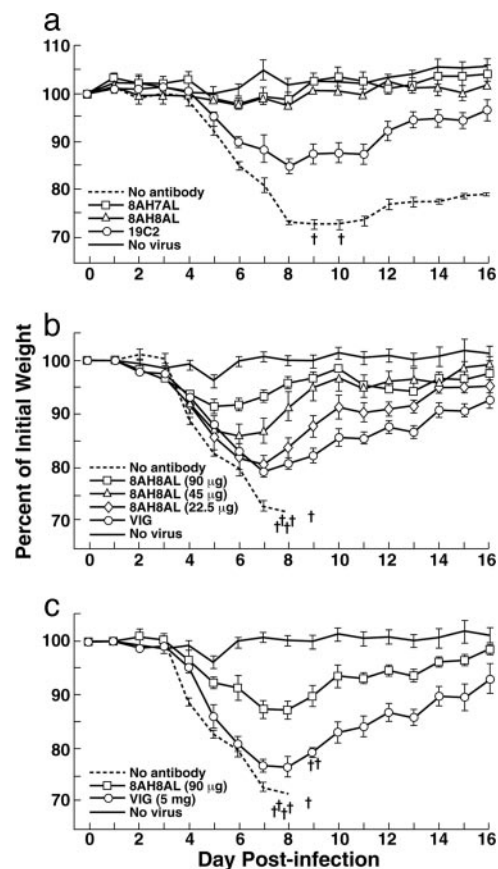 a
110
100
90
80
70
No antibody
8AH7AL
8AH8AL
19C2
No virus
† †
0 2 4 6 8 10 12 14 16
Percent of Initial Weight
b
100
90
80
70
No antibody
8AH8AL (90 µg)
8AH8AL (45 µg)
8AH8AL (22.5 µg)
VIG
No virus
†††† †
0 2 4 6 8 10 12 14 16
c
100
90
80
70
No antibody
8AH8AL (90 µg)
VIG (5 mg)
No virus
††
†††† †
0 2 4 6 8 10 12 14 16
Day Post-infection